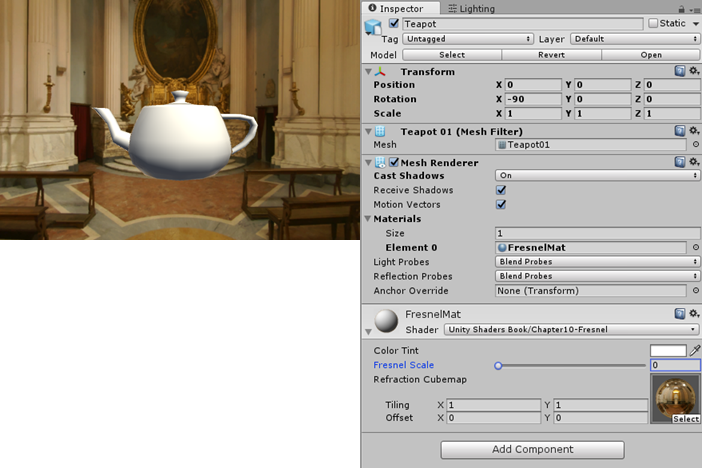 Inspector Lighting
Teapot Static
Tag Untagged Layer Default
Model Select Revert Open
Transform
Position X 0 Y 0 Z 0
Rotation X -90 Y 0 Z 0
Scale X 1 Y 1 Z 1
Teapot 01 (Mesh Filter)
Mesh Teapot01
Mesh Renderer
Cast Shadows On
Receive Shadows
Motion Vectors
Materials
Size 1
Element 0 FresnelMat
Light Probes Blend Probes
Reflection Probes Blend Probes
Anchor Override None (Transform)
FresnelMat
Shader Unity Shaders Book/Chapter10-Fresnel
Color Tint
Fresnel Scale 0
Refraction Cubemap
Tiling X 1 Y 1
Offset X 0 Y 0
Select
Add Component